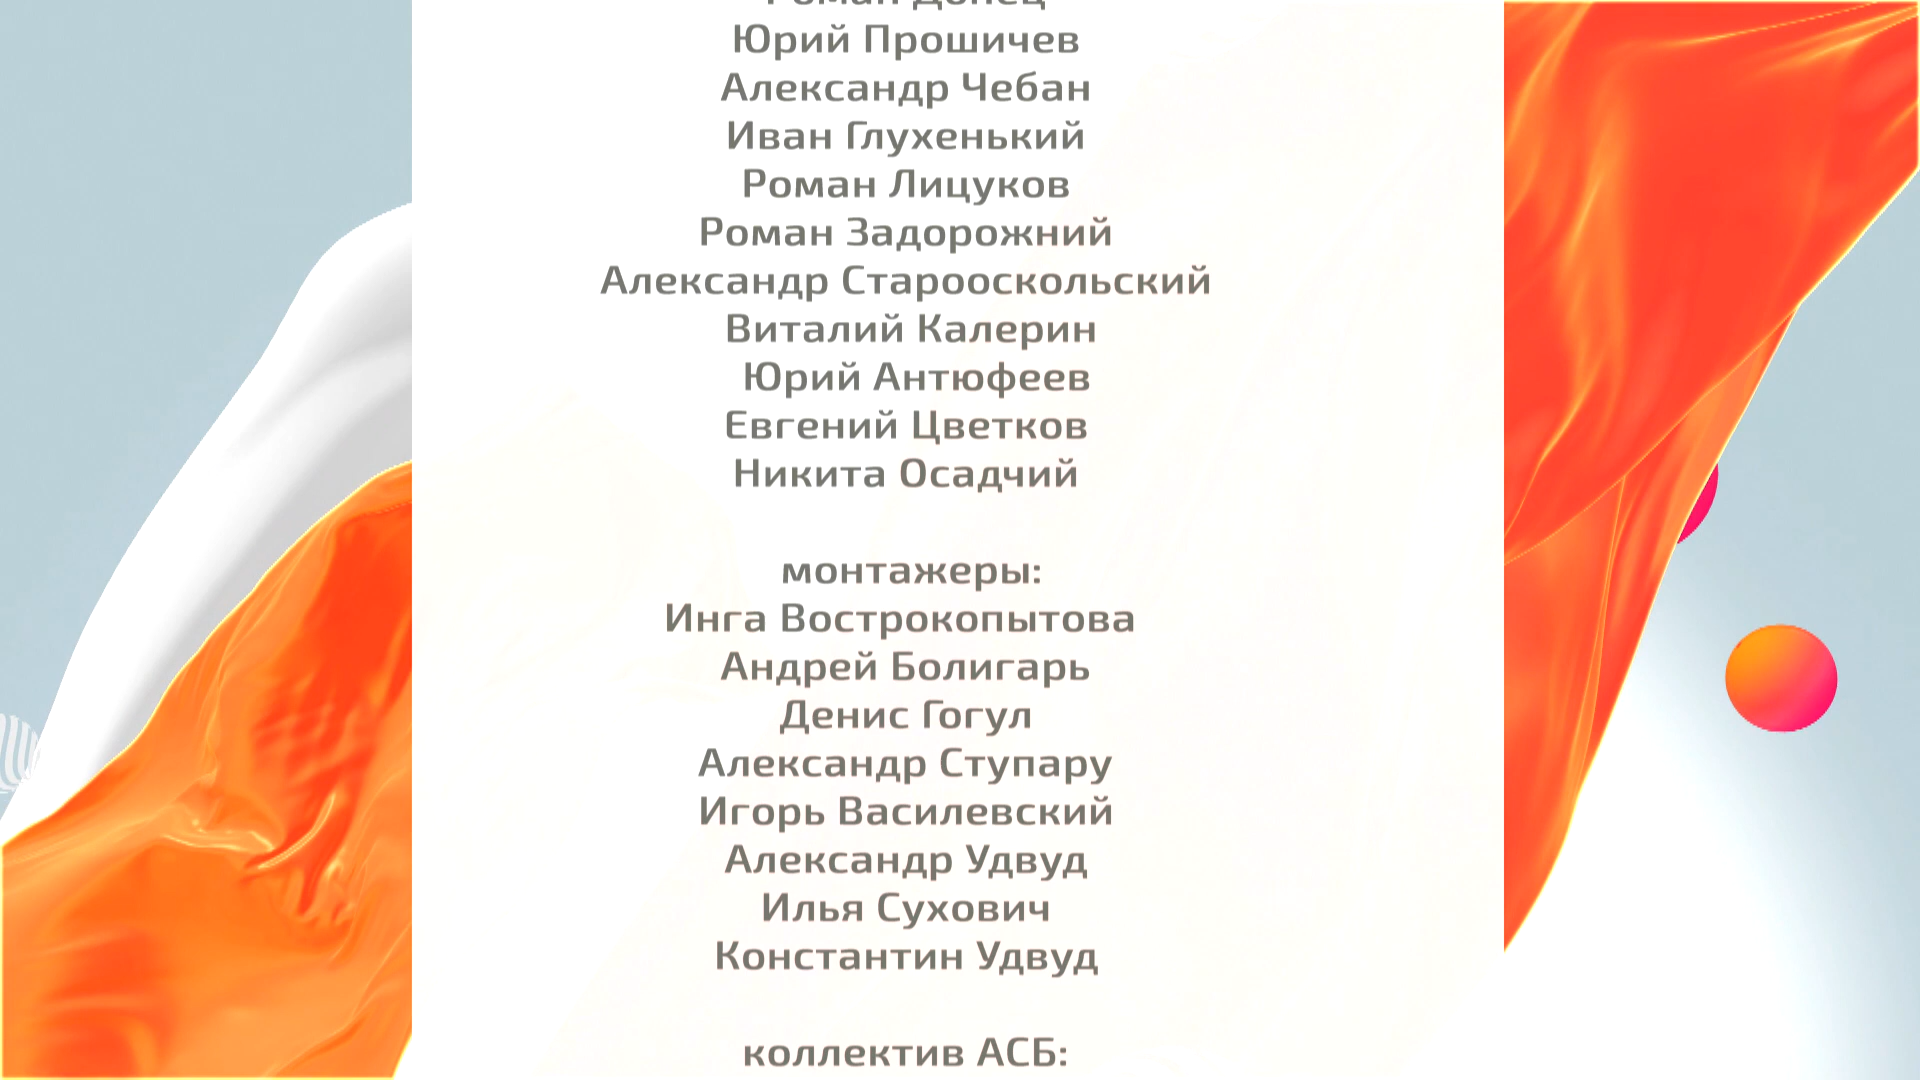 Роман Донец
Юрий Прошичев
Александр Чебан
Иван Глухенький
Роман Лицуков
Роман Задорожний
Александр Старооскольский
Виталий Калерин
Юрий Антюфеев
Евгений Цветков
Никита Осадчий
монтажеры:
Инга Вострокопытова
Андрей Болигарь
Денис Гогул
Александр Ступару
Игорь Василевский
Александр Удвуд
Илья Сухович
Константин Удвуд
коллектив АСБ: